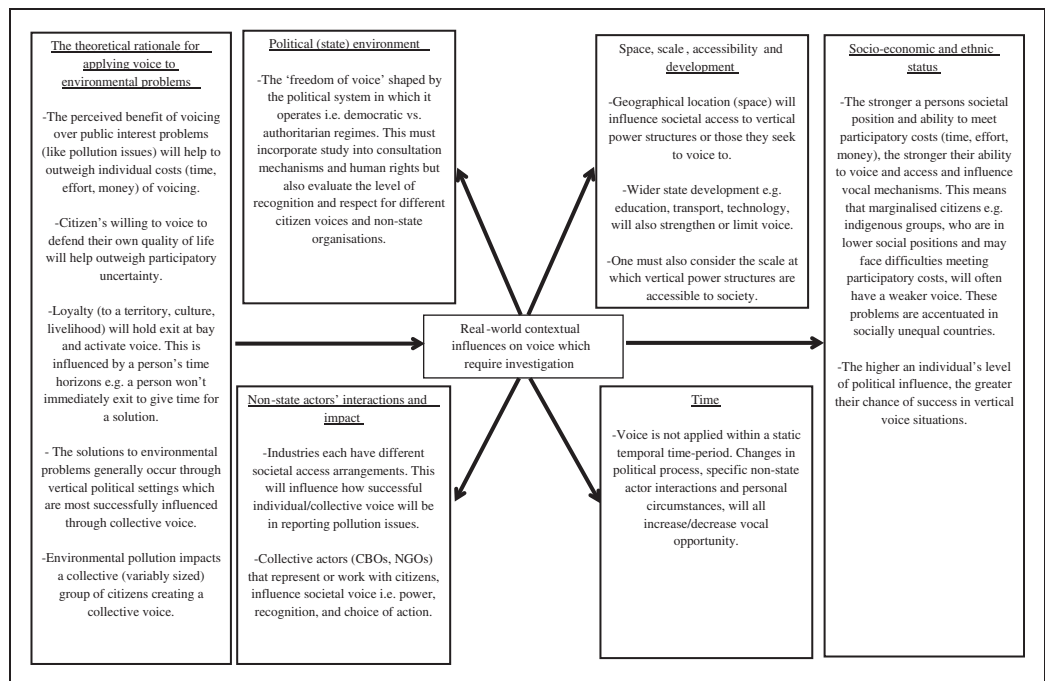 The theoretical rationale for
applying voice to
environmental problems
-The perceived benefit of voicing
over public interest problems
(like pollution issues) will help to
outweigh individual costs (time,
effort, money) of voicing.
-Citizen's willing to voice to
defend their own quality of life
will help outweigh participatory
uncertainty.
-Loyalty (to a territory, culture,
livelihood) will hold exit at bay
and activate voice. This is
influenced by a person's time
horizons e.g. a person won't
immediately exit to give time for
a solution.
- The solutions to environmental
problems generally occur through
vertical political settings which
are most successfully influenced
through collective voice.
-Environmental pollution impacts
a collective (variably sized)
group of citizens creating a
collective voice.
Political (state) environment
-The 'freedom of voice' shaped by
the political system in which it
operates i.e. democratic vs.
authoritarian regimes. This must
incorporate study into consultation
mechanisms and human rights but
also evaluate the level of
recognition and respect for different
citizen voices and non-state
organisations.
Space, scale, accessibility and
development
-Geographical location (space) will
influence societal access to vertical
power structures or those they seek
to voice to.
-Wider state development e.g.
education, transport, technology,
will also strengthen or limit voice.
-One must also consider the scale at
which vertical power structures are
accessible to society.
Socio-economic and ethnic
status
-The stronger a persons societal
position and ability to meet
participatory costs (time, effort,
money), the stronger their ability
to voice and access and influence
vocal mechanisms. This means
that marginalised citizens e.g.
indigenous groups, who are in
lower social positions and may
face difficulties meeting
participatory costs, will often
have a weaker voice. These
problems are accentuated in
socially unequal countries.
-The higher an individual's level
of political influence, the greater
their chance of success in vertical
voice situations.
Real-world contextual
influences on voice which
require investigation
Non-state actors' interactions and
impact
-Industries each have different
societal access arrangements. This
will influence how successful
individual/collective voice will be
in reporting pollution issues.
-Collective actors (CBOs, NGOs)
that represent or work with citizens,
influence societal voice i.e. power,
recognition, and choice of action.
Time
-Voice is not applied within a static
temporal time-period. Changes in
political process, specific non-state
actor interactions and personal
circumstances, will all
increase/decrease vocal
opportunity.